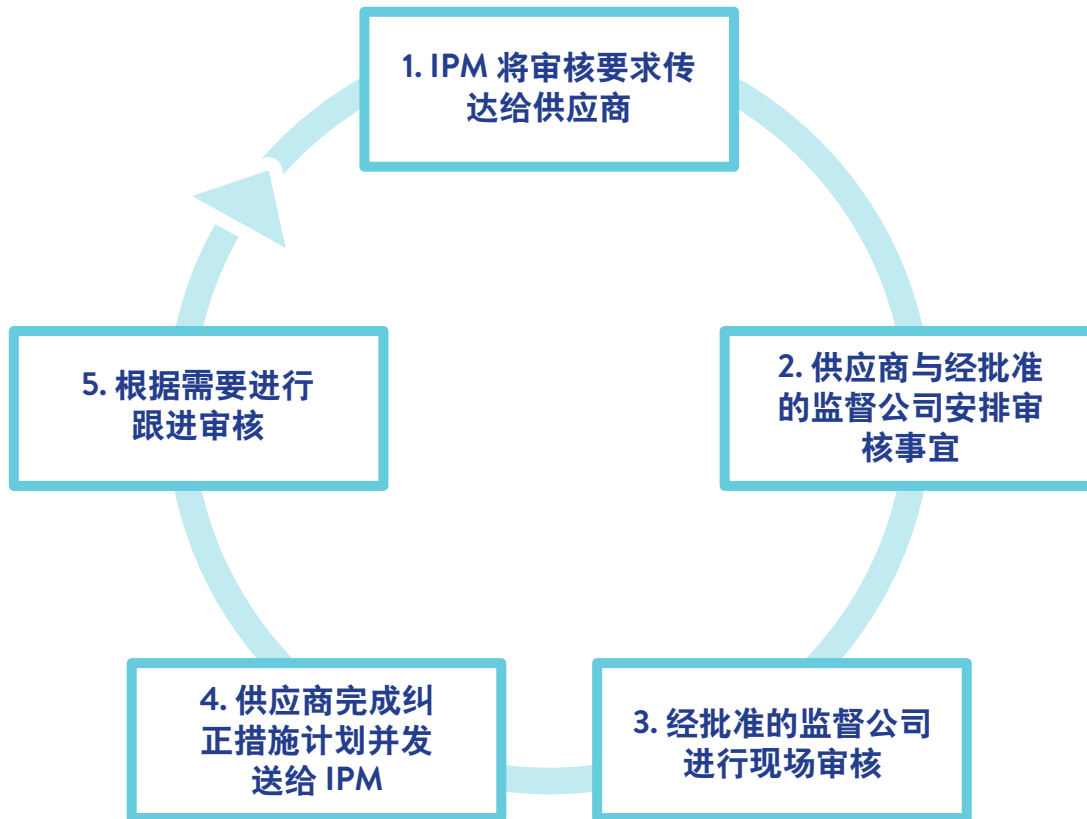 1. IPM 将审核要求传
达给供应商
2. 供应商与经批准
的监督公司安排审
核事宜
3. 经批准的监督公司
进行现场审核
4. 供应商完成纠
正措施计划并发
送给 IPM
5. 根据需要进行
跟进审核